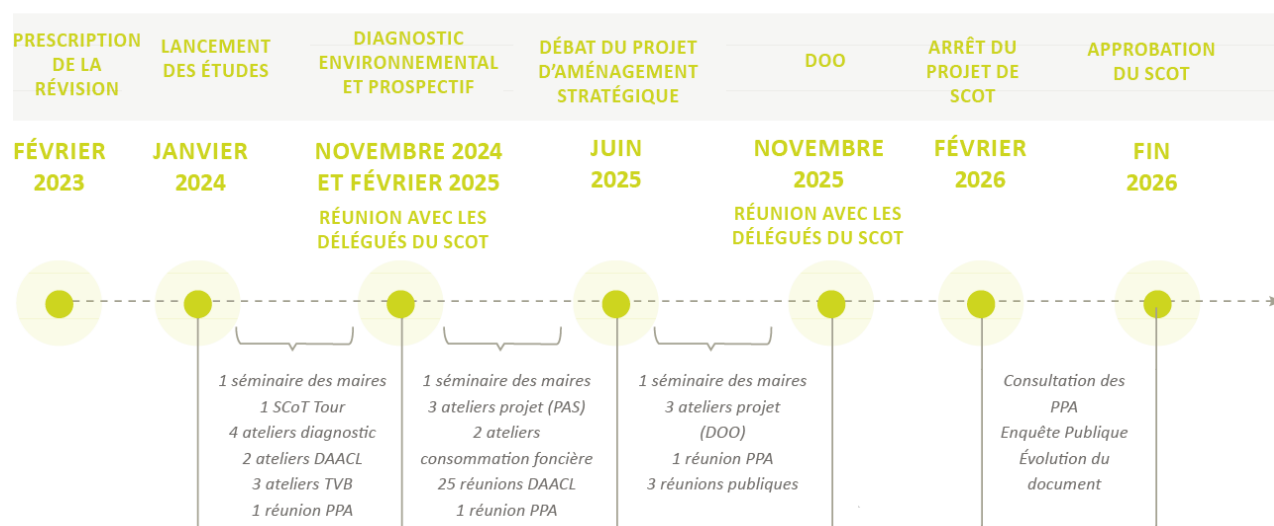 PRESCRIPTION
DE LA
RÉVISION
LANCEMENT
DES ÉTUDES
DIAGNOSTIC
ENVIRONNEMENTAL
ET PROSPECTIF
DÉBAT DU PROJET
D'AMÉNAGEMENT
STRATÉGIQUE
DOO
ARRÊT DU
PROJET DE
SCOT
APPROBATION
DU SCOT
FÉVRIER
2023
JANVIER
2024
NOVEMBRE 2024
ET FÉVRIER 2025
RÉUNION AVEC LES
DÉLÉGUÉS DU SCOT
JUIN
2025
NOVEMBRE
2025
RÉUNION AVEC LES
DÉLÉGUÉS DU SCOT
FÉVRIER
2026
FIN
2026
1 séminaire des maires
1 SCoT Tour
4 ateliers diagnostic
2 ateliers DAACL
3 ateliers TVB
1 réunion PPA
1 séminaire des maires
3 ateliers projet (PAS)
2 ateliers
consommation foncière
25 réunions DAACL
1 réunion PPA
1 séminaire des maires
3 ateliers projet
(DOO)
1 réunion PPA
3 réunions publiques
Consultation des
PPA
Enquête Publique
Évolution du
document